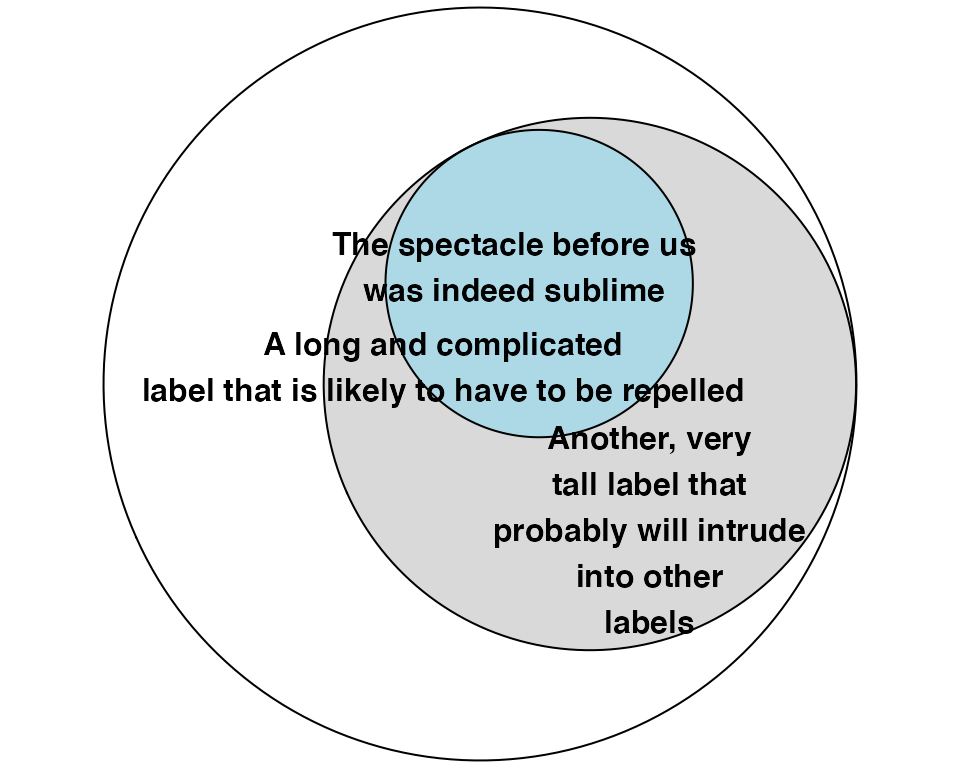 The spectacle before us
was indeed sublime
A long and complicated
label that is likely to have to be repelled
Another, very
tall label that
probably will intrude
into other
labels